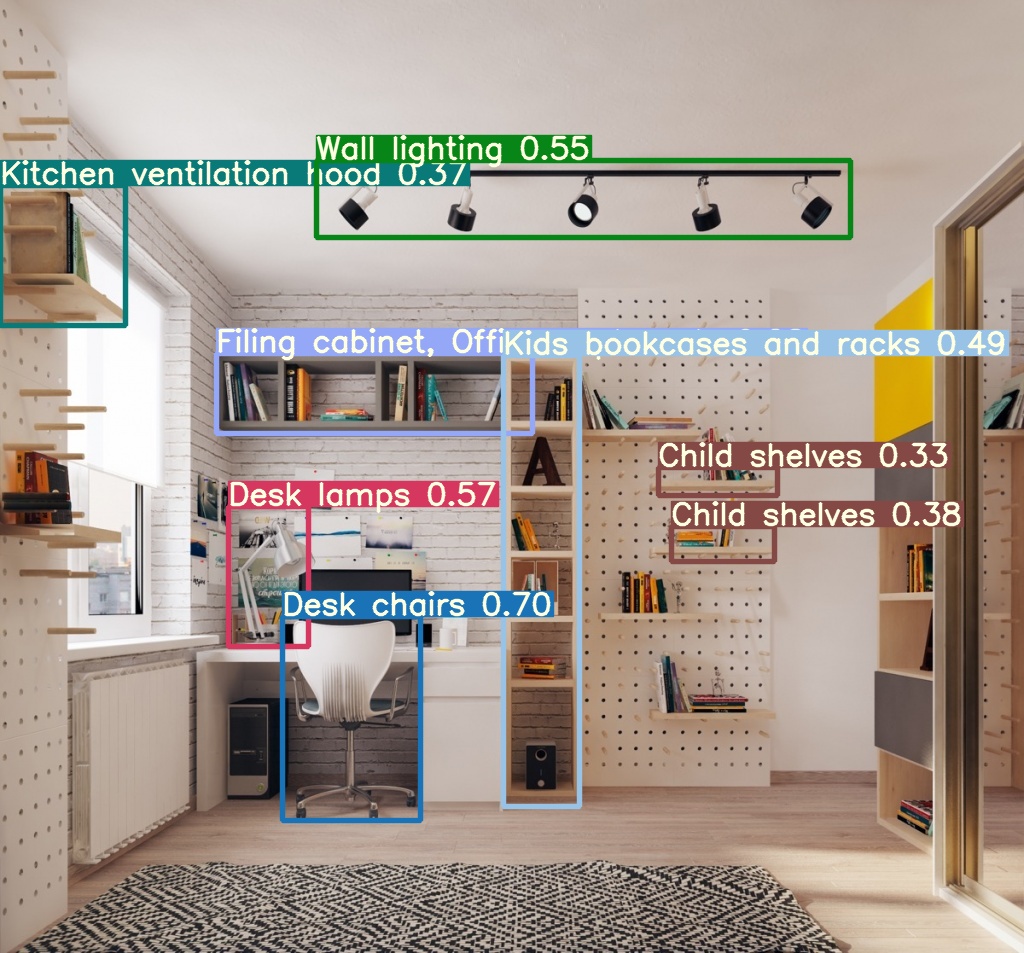 Wall lighting 0.55
Kitchen ventilation hood 0.37
Filing cabinet, Offi
Kids bookcases and racks 0.49
Child shelves 0.33
Desk lamps 0.57
Child shelves 0.38
Desk chairs 0.70
A